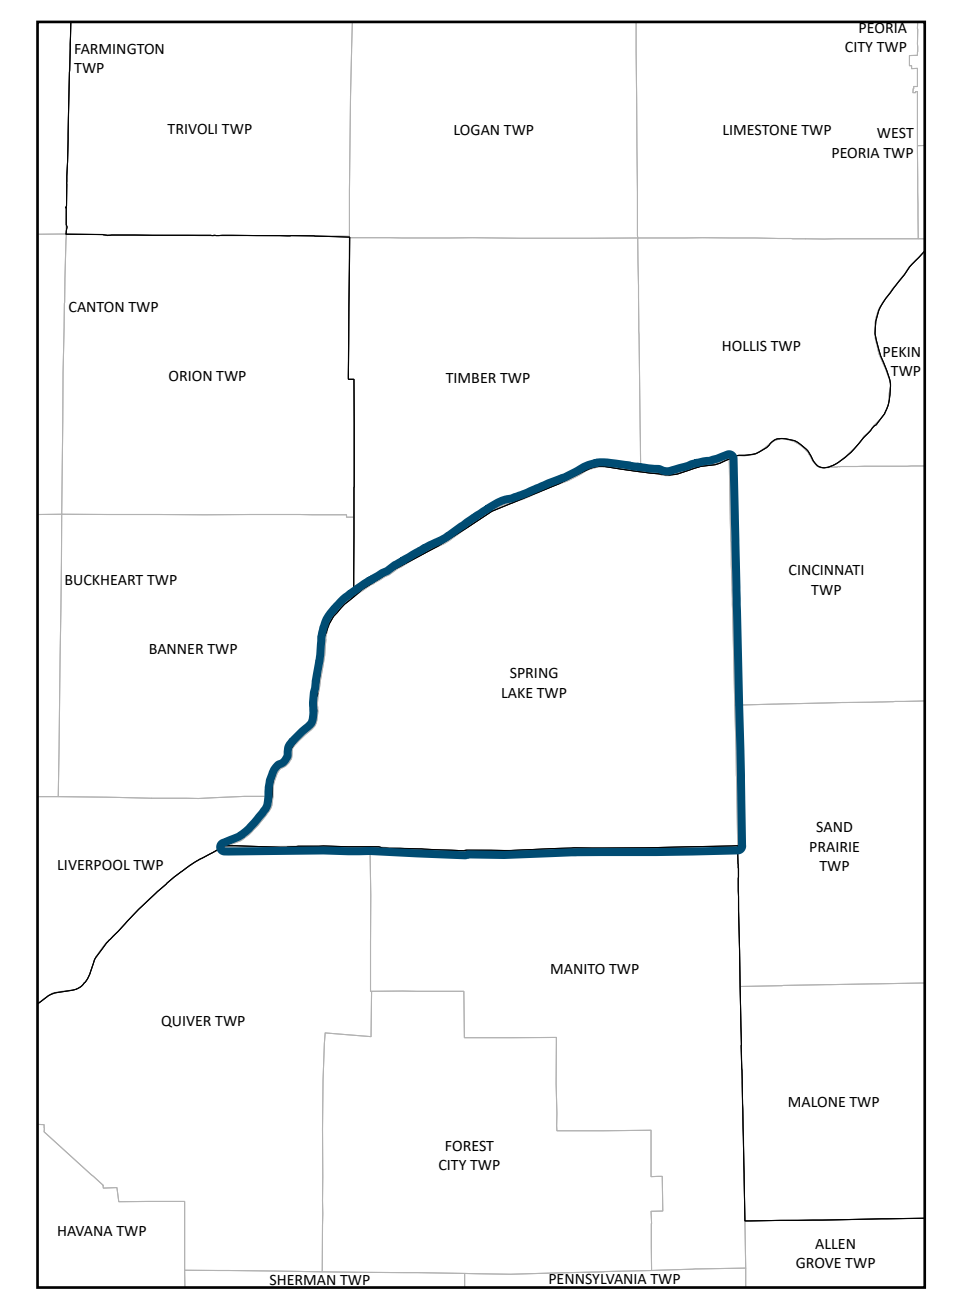 PEORIA
CITY TWP
FARMINGTON
TWP
TRIVOLI TWP
LOGAN TWP
LIMESTONE TWP
WEST
PEORIA TWP
CANTON TWP
HOLLIS TWP
PEKIN
TWP
ORION TWP
TIMBER TWP
CINCINNATI
TWP
BUCKHEART TWP
BANNER TWP
SPRING
LAKE TWP
SAND
PRAIRIE
TWP
LIVERPOOL TWP
MANITO TWP
QUIVER TWP
MALONE TWP
FOREST
CITY TWP
HAVANA TWP
ALLEN
GROVE TWP
SHERMAN TWP
PENNSYLVANIA TWP